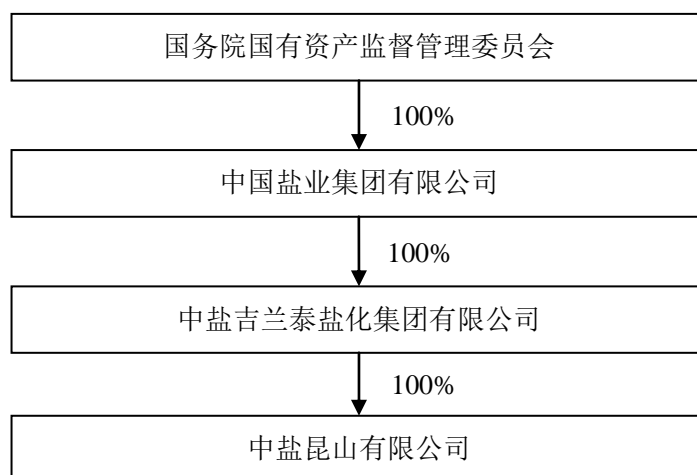 国务院国有资产监督管理委员会
100%
中国盐业集团有限公司
100%
中盐吉兰泰盐化集团有限公司
100%
中盐昆山有限公司